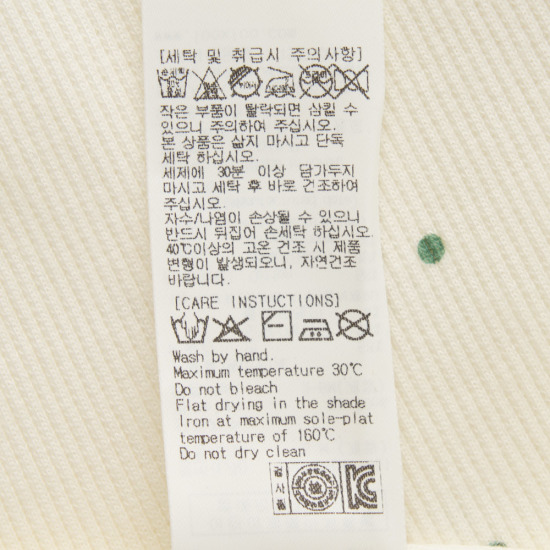 [세탁 및 취급시 주의사항]
작은 부품이 탈락되면 삼킬 수
있으니 주의하여 주십시오.
본 상품은 삶지 마시고 단독
세탁 하십시오.
세제에 30분 이상 담가두지
마시고 세탁 후 바로 건조하여
주십시오.
자수/나염이 손상될 수 있으니
반드시 뒤집어 손세탁 하십시오.
40℃이상의 고온 건조 시 제품
변형이 발생되오니, 자연건조
바랍니다.
[CARE INSTUCTIONS]
Wash by hand.
Maximum temperature 30℃
Do not bleach
Flat drying in the shade
Iron at maximum sole-plat
temperature of 160℃
Do not dry clean
검사품